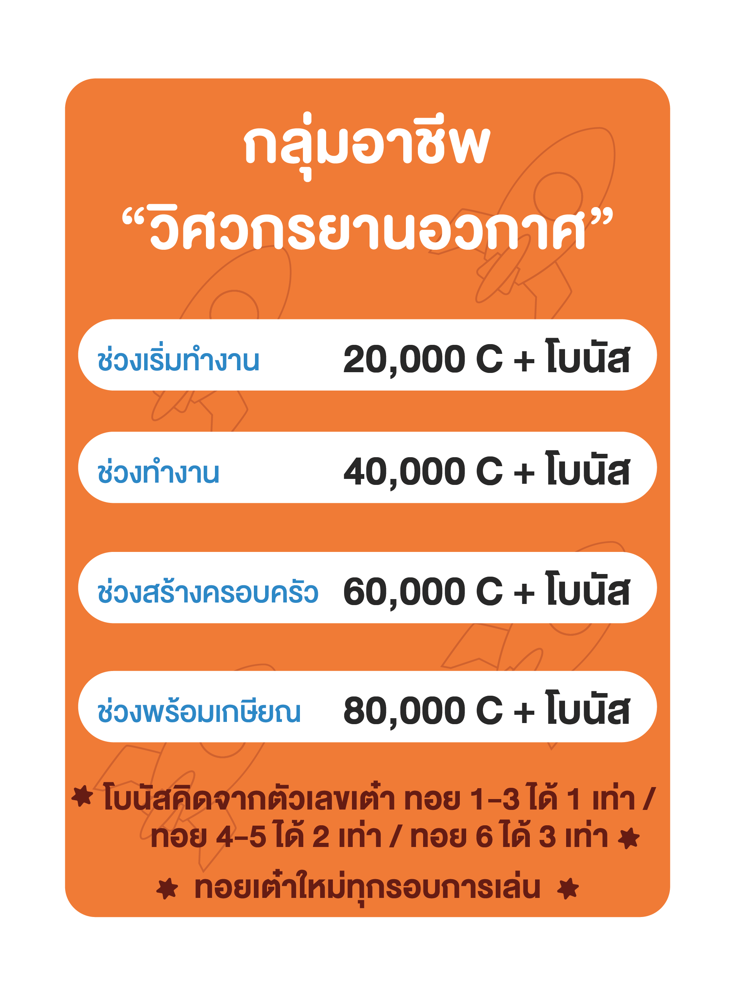 กลุ่มอาชีพ
“วิศวกรยานอวกาศ”
ช่วงเริ่มทำงาน 20,000 C + โบนัส
ช่วงทำงาน 40,000 C + โบนัส
ช่วงสร้างครอบครัว 60,000 C + โบนัส
ช่วงพร้อมเกษียณ 80,000 C + โบนัส
โบนัสคิดจากตัวเลขเต๋า ทอย 1-3 ได้ 1 เท่า /
ทอย 4-5 ได้ 2 เท่า / ทอย 6 ได้ 3 เท่า
ทอยเต๋าใหม่ทุกรอบการเล่น